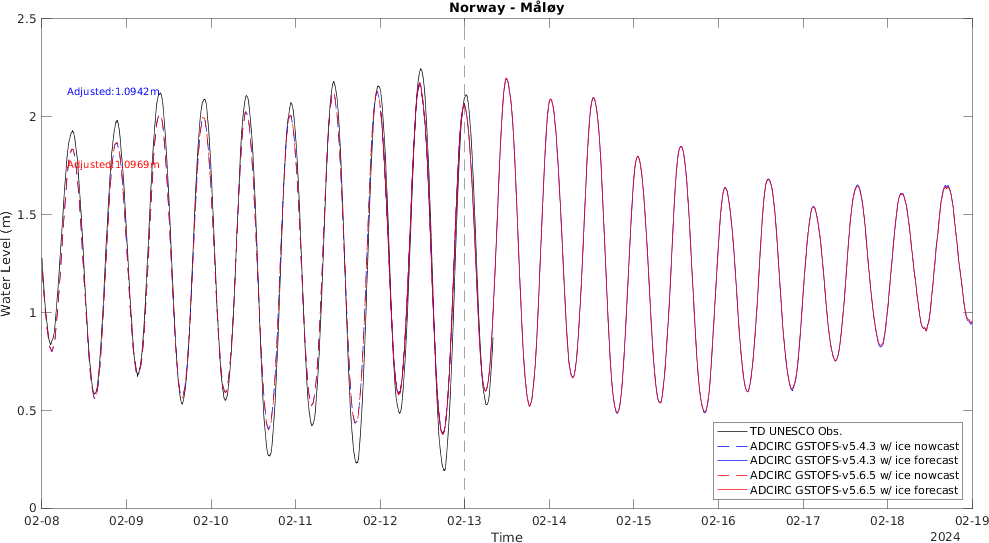 Norway - Måløy
2.5
2
1.5
1
0.5
0
Water Level (m)
Adjusted:1.0942m
Adjusted:1.0969m
TD UNESCO Obs.
ADCIRC GSTOFS-v5.4.3 w/ ice nowcast
ADCIRC GSTOFS-v5.4.3 w/ ice forecast
ADCIRC GSTOFS-v5.6.5 w/ ice nowcast
ADCIRC GSTOFS-v5.6.5 w/ ice forecast
02-08 02-09 02-10 02-11 02-12 02-13 02-14 02-15 02-16 02-17 02-18 02-19
Time
2024